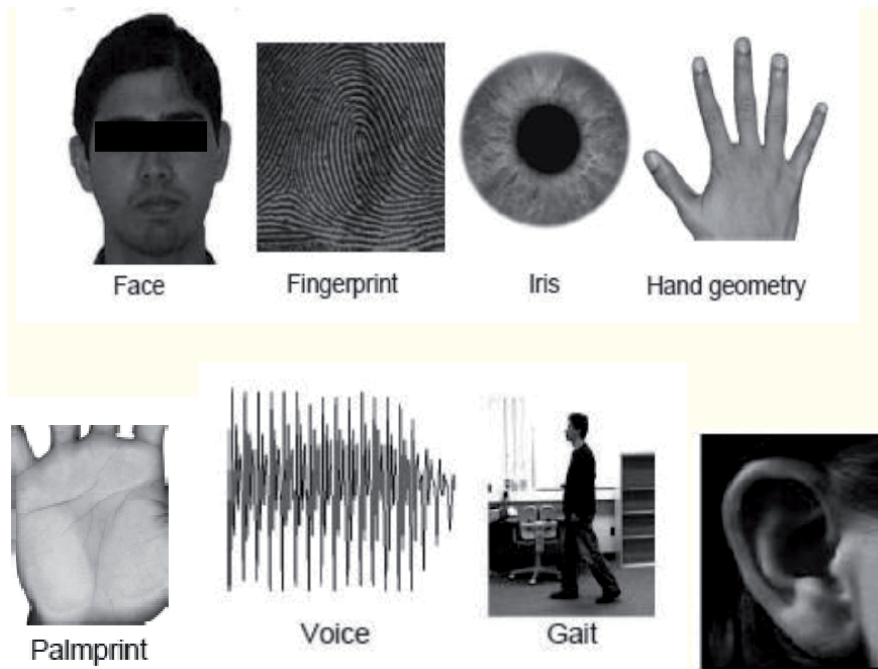 Face
Fingerprint
Iris
Hand geometry
Palmprint
Voice
Gait